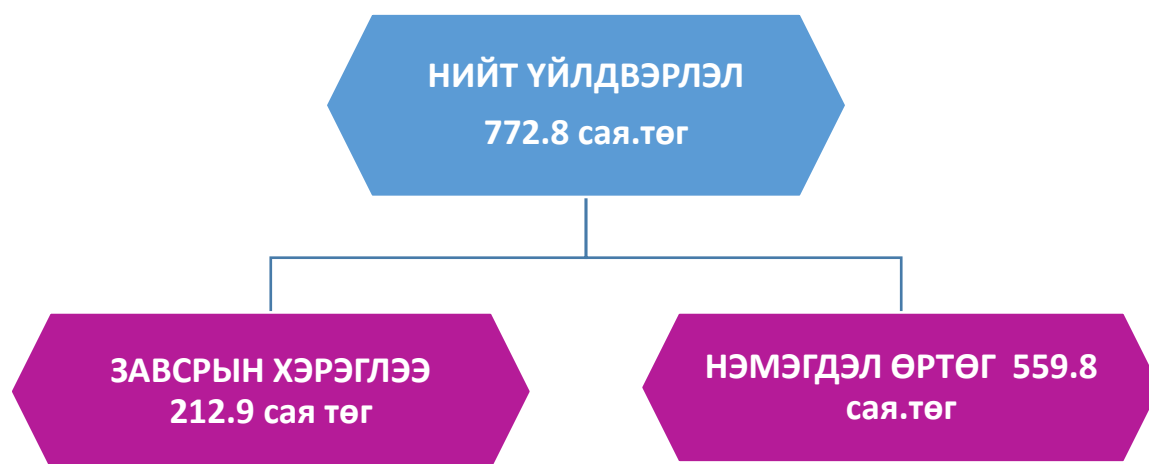 НИЙТ ҮЙЛДВЭРЛЭЛ
772.8 сая.төг
ЗАВСРЫН ХЭРЭГЛЭЭ
212.9 сая төг
НЭМЭГДЭЛ ӨРТӨГ 559.8
сая.төг